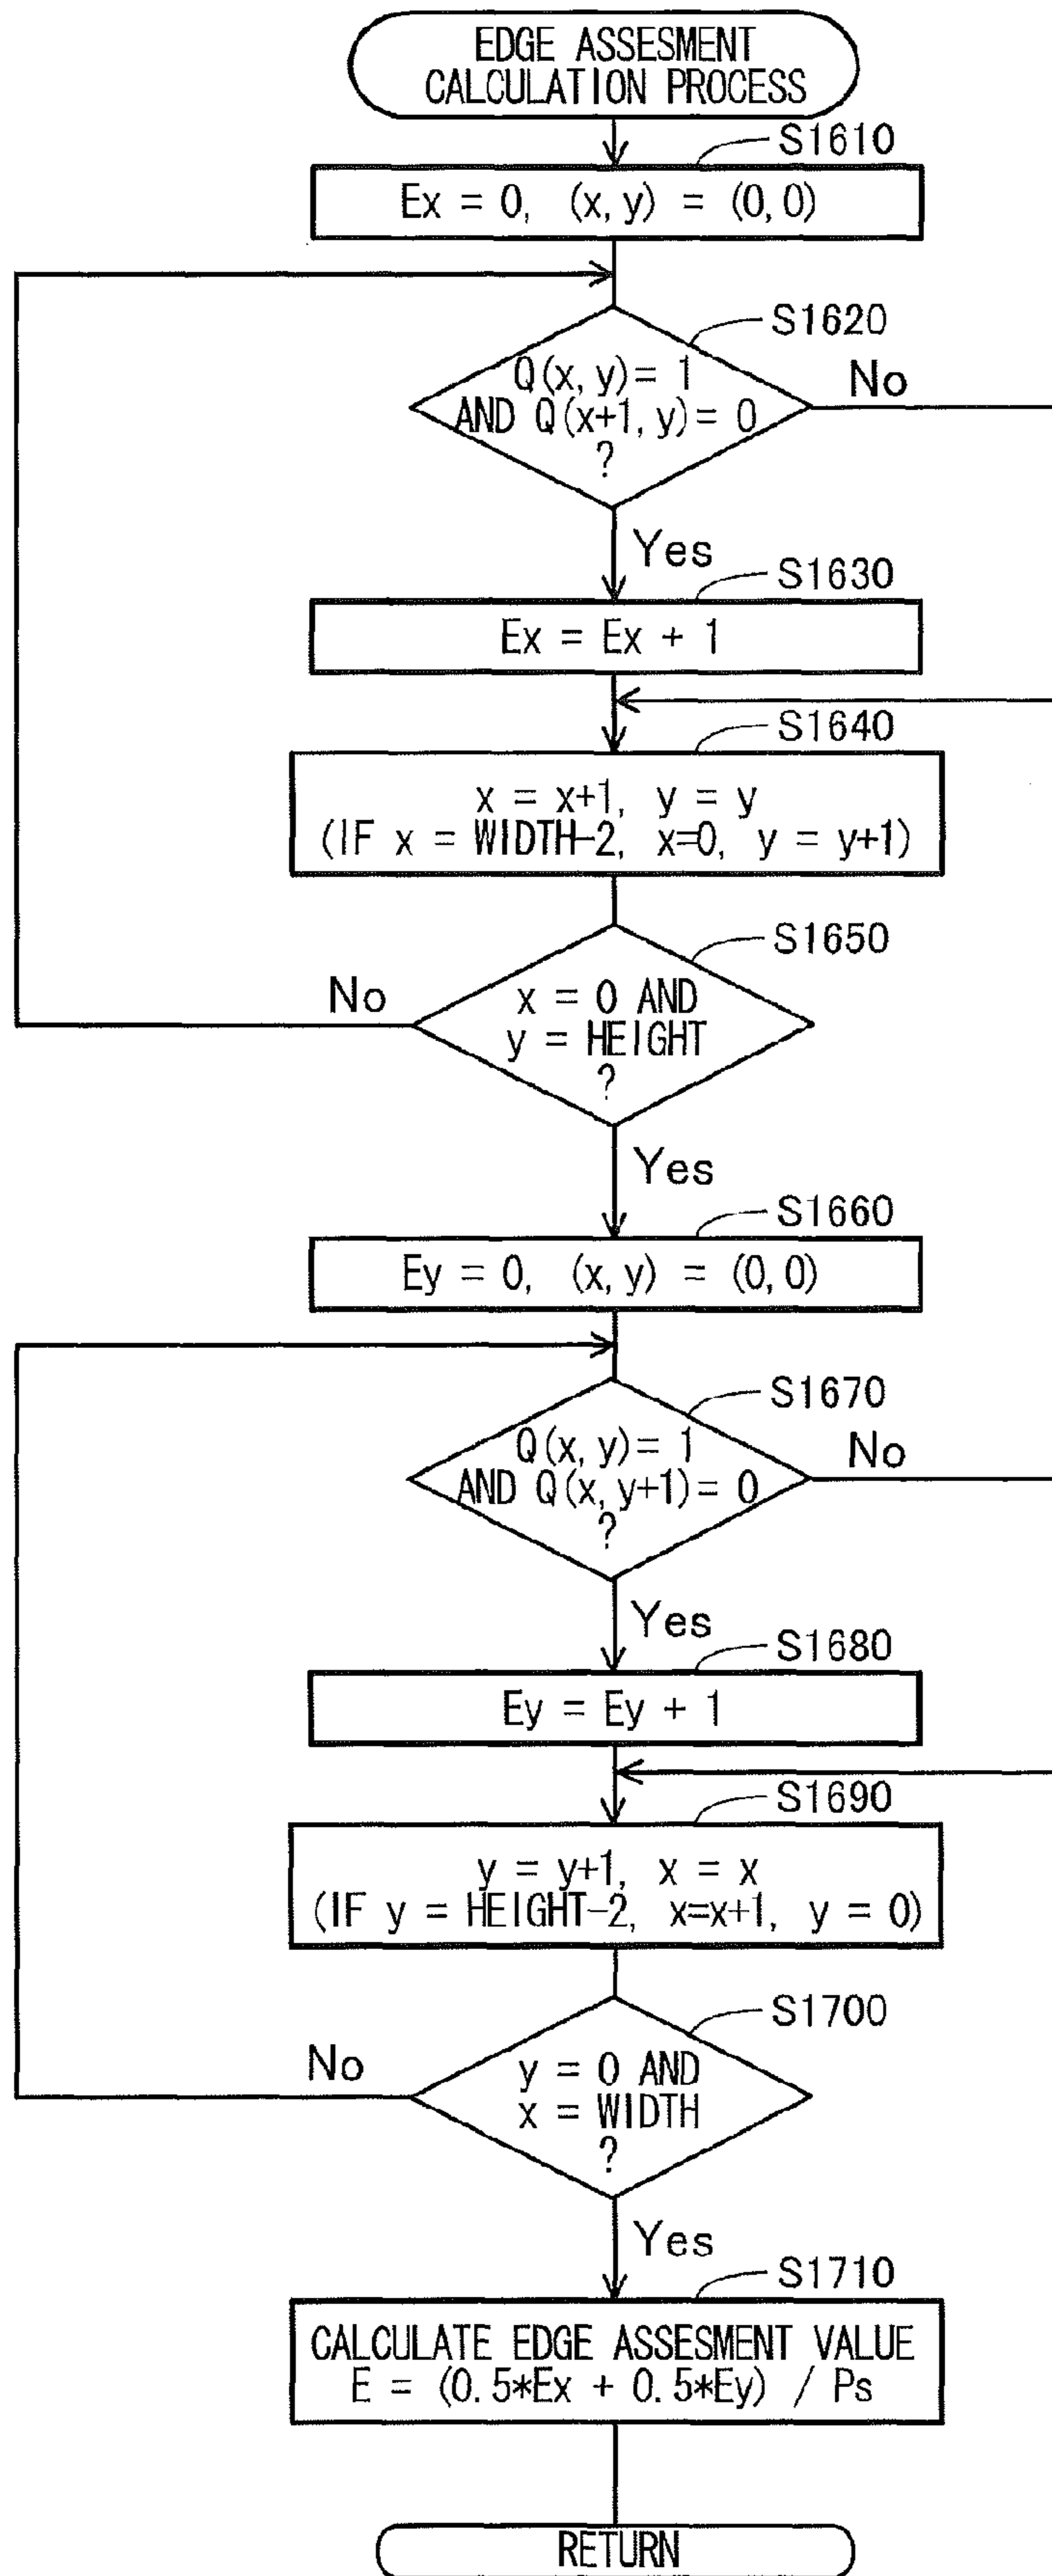 EDGE ASSESMENT
CALCULATION PROCESS
S1610
Ex = 0, (x, y) = (0, 0)
S1620
Q(x, y)= 1
AND Q(x+1, y)= 0
?
No
Yes
S1630
Ex = Ex + 1
S1640
x = x+1, y = y
(IF x = WIDTH-2, x=0, y = y+1)
S1650
No
x = 0 AND
y = HEIGHT
?
Yes
S1660
Ey = 0, (x, y) = (0, 0)
S1670
Q(x, y)= 1
AND Q(x, y+1)= 0
?
No
Yes
S1680
Ey = Ey + 1
S1690
y = y+1, x = x
(IF y = HEIGHT-2, x=x+1, y = 0)
S1700
No
y = 0 AND
x = WIDTH
?
Yes
S1710
CALCULATE EDGE ASSESMENT VALUE
E = (0.5*Ex + 0.5*Ey) / Ps
RETURN